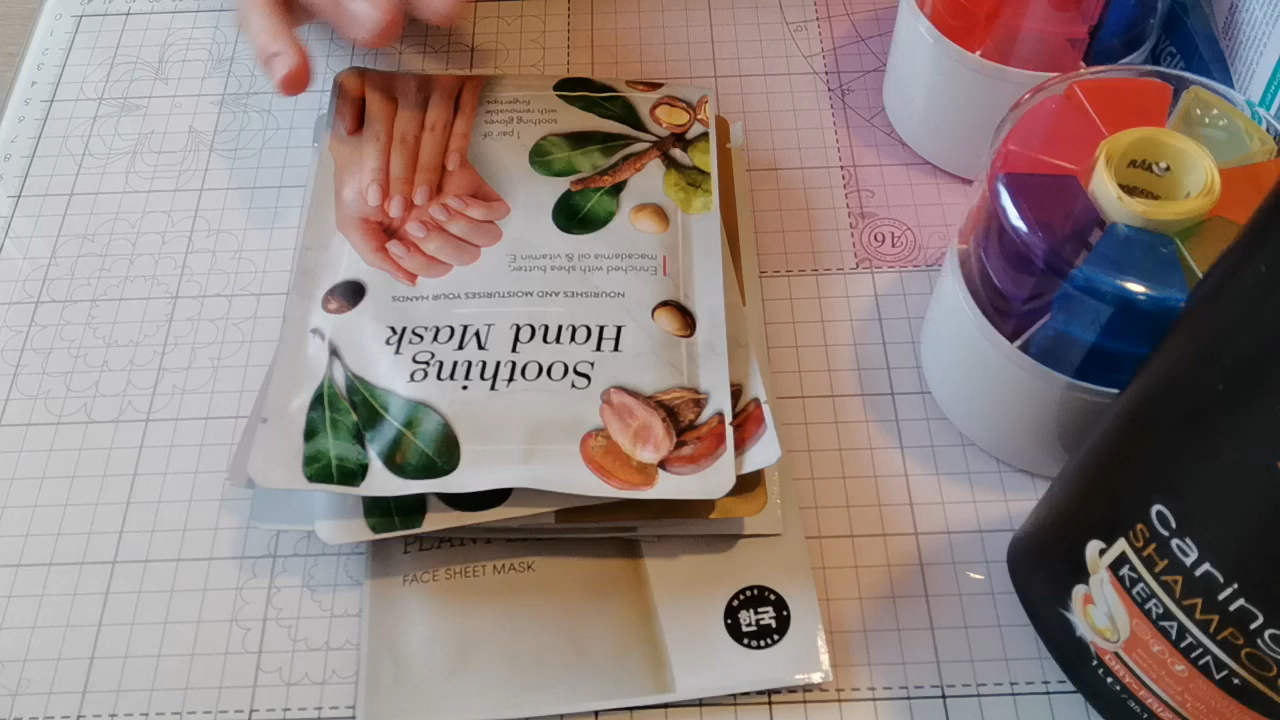 Soothing
Hand Mask
NOURISHES AND MOISTURISES YOUR HANDS
Enriched with shea butter,
macadamia oil & vitamin E
1 pair of
soothing gloves
with removable
fingertips
FACE SHEET MASK
MADE IN
한국
KOREA
Caring
SHAMPO
KERATIN+
46